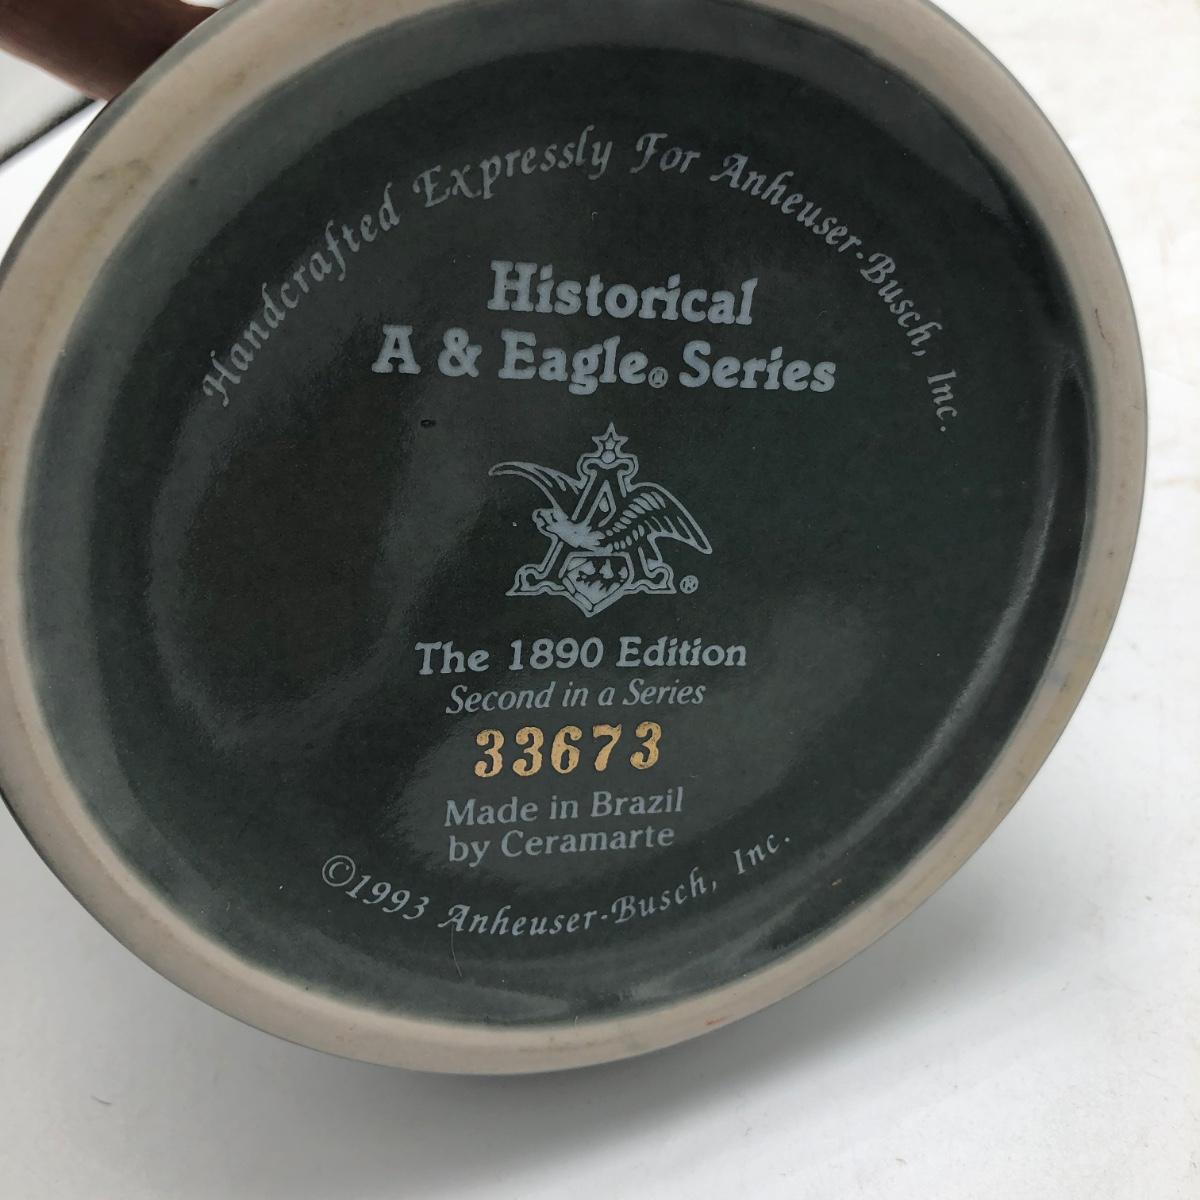 Handcrafted Expressly For Anheuser-Busch, Inc.
Historical
A & Eagle® Series
A
®
The 1890 Edition
Second in a Series
33673
Made in Brazil
by Ceramarte
©1993 Anheuser-Busch, Inc.